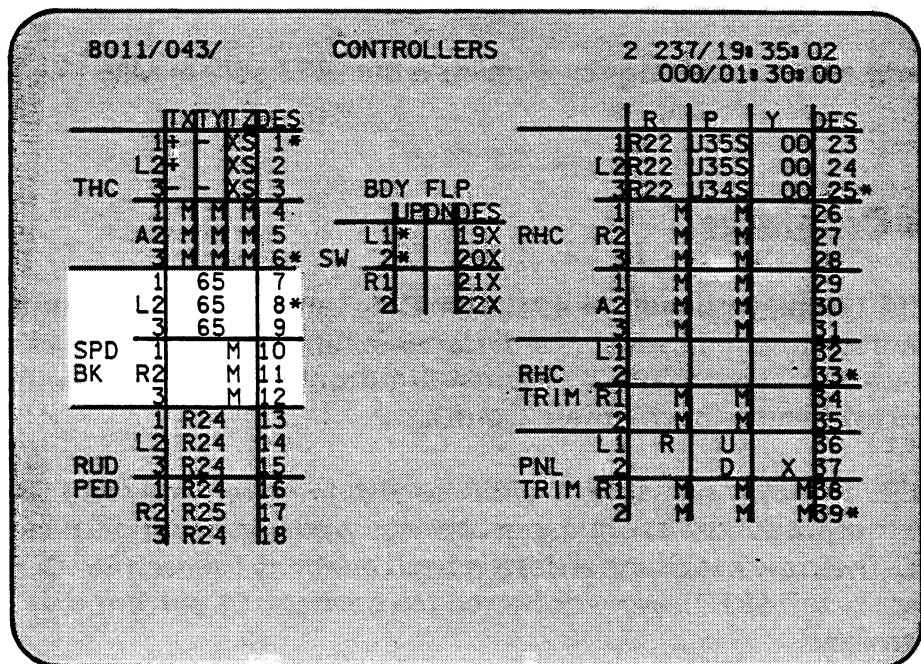 8011/043/ CONTROLLERS 2 237/19:35:02
000/01:30:00
TX TY TZ DES
1 + - XS 1*
L2 + XS 2
THC 3 - - XS 3
1 M M M 4
A2 M M M 5
3 M M M 6*
1 65 7
L2 65 8*
3 65 9
SPD 1 M 10
BK R2 M 11
3 M 12
1 R24 13
L2 R24 14
RUD 3 R24 15
PED 1 R24 16
R2 R25 17
3 R24 18
BDY FLP
UP DN DES
L1 * 19X
SW 2 * 20X
R1 21X
2 22X
R P Y DES
1 R22 U35S 00 23
L2 R22 U35S 00 24
3 R22 U34S 00 25*
1 M M 26
RHC R2 M M 27
3 M M 28
1 M M 29
A2 M M 30
3 M M 31
L1 32
RHC 2 33*
TRIM R1 M M 34
2 M M 35
L1 R U 36
PNL 2 D X 37
TRIM R1 M M M 38
2 M M M 39*